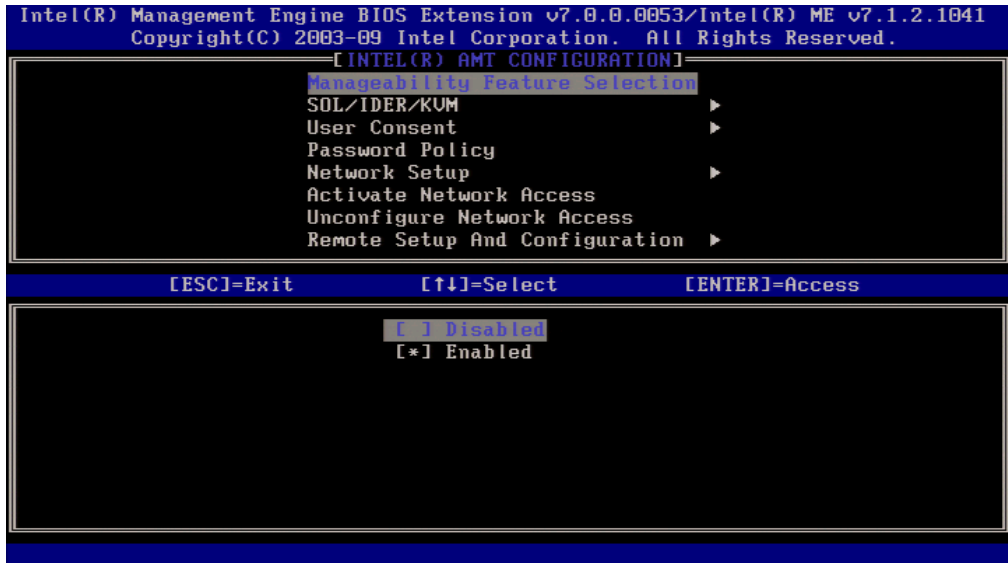 Intel(R) Management Engine BIOS Extension v7.0.0.0053/Intel(R) ME v7.1.2.1041
Copyright(C) 2003-09 Intel Corporation. All Rights Reserved.
[INTEL(R) AMT CONFIGURATION]
Manageability Feature Selection
SOL/IDER/KVM ►
User Consent ►
Password Policy
Network Setup ►
Activate Network Access
Unconfigure Network Access
Remote Setup And Configuration ►
[ESC]=Exit [↑↓]=Select [ENTER]=Access
[ ] Disabled
[*] Enabled